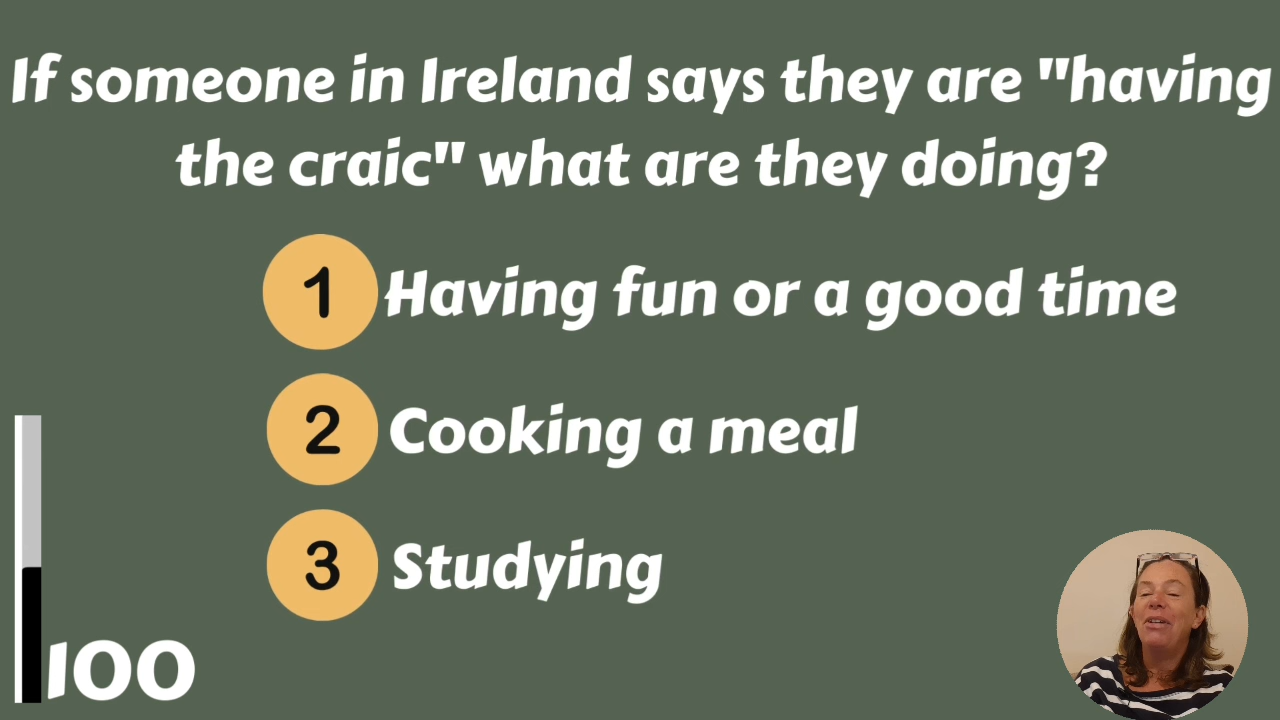 If someone in Ireland says they are "having
the craic" what are they doing?
1 Having fun or a good time
2 Cooking a meal
3 Studying
100